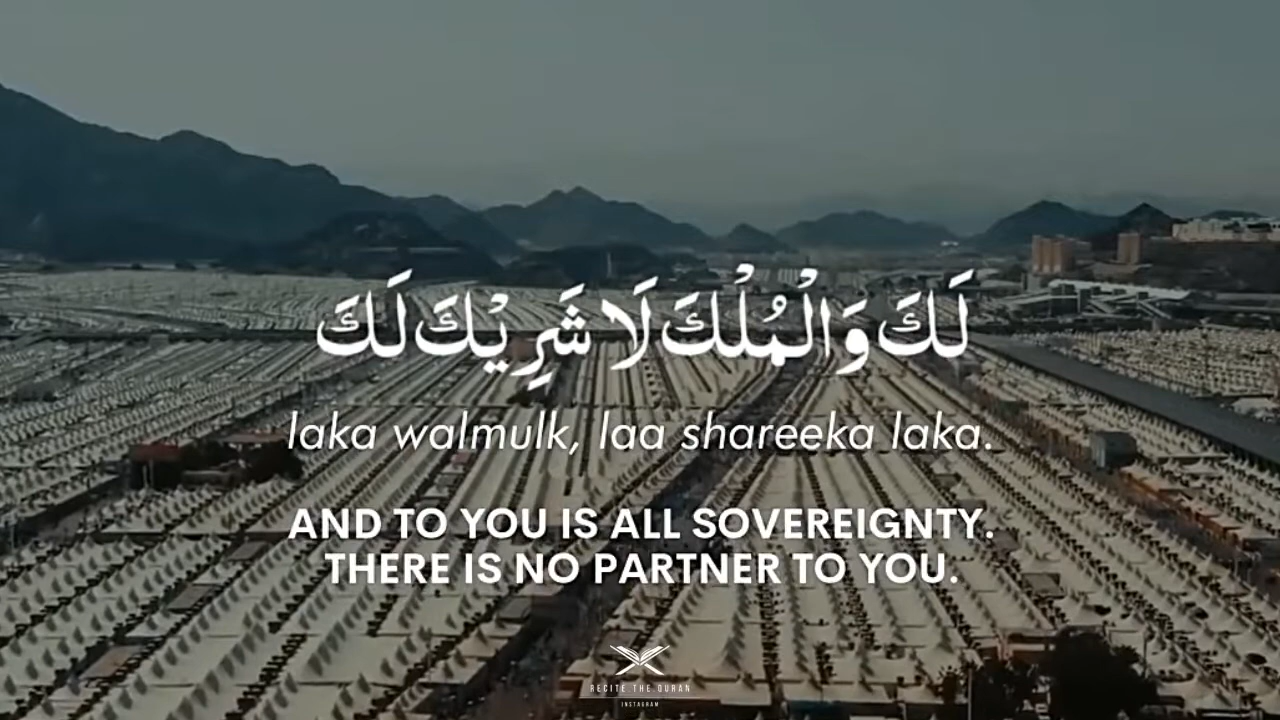 لَكَ وَالْمُلْكَ لَا شَرِيْكَ لَكَ
laka walmulk, laa shareeka laka.
AND TO YOU IS ALL SOVEREIGNTY.
THERE IS NO PARTNER TO YOU.
RECITE THE QURAN
INSTAGRAM